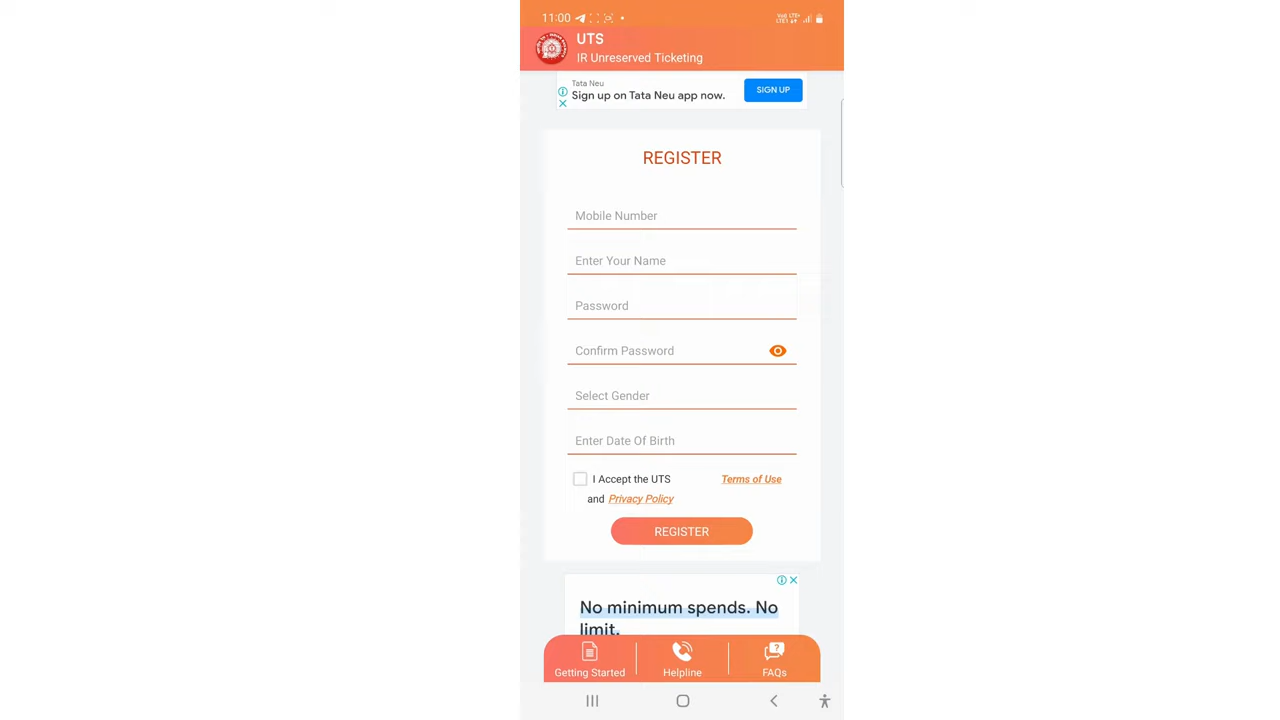 11:00
UTS
IR Unreserved Ticketing
Tata Neu
Sign up on Tata Neu app now.
SIGN UP
REGISTER
Mobile Number
Enter Your Name
Password
Confirm Password
Select Gender
Enter Date Of Birth
I Accept the UTS Terms of Use
and Privacy Policy
REGISTER
No minimum spends. No
limit.
Getting Started Helpline FAQs